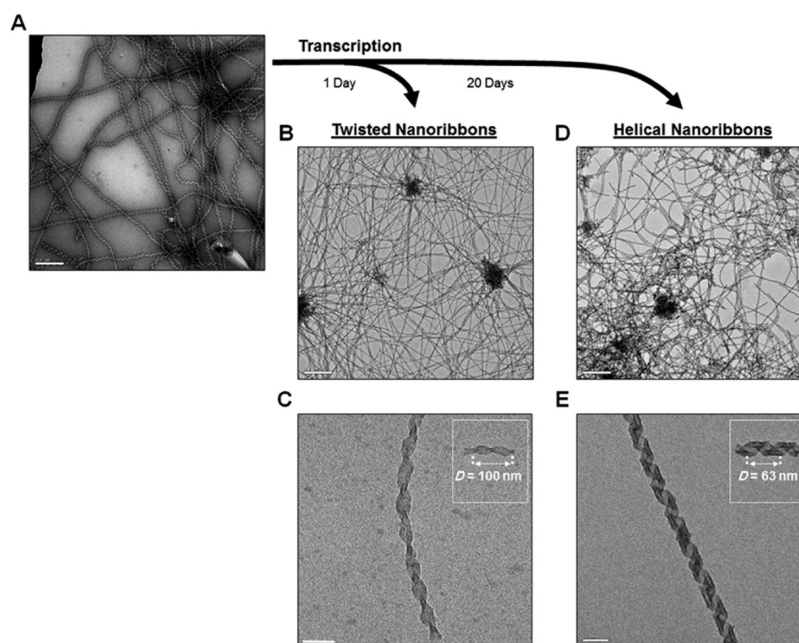 A
Transcription
1 Day
20 Days
B
Twisted Nanoribbons
D
Helical Nanoribbons
C
D = 100 nm
E
D = 63 nm